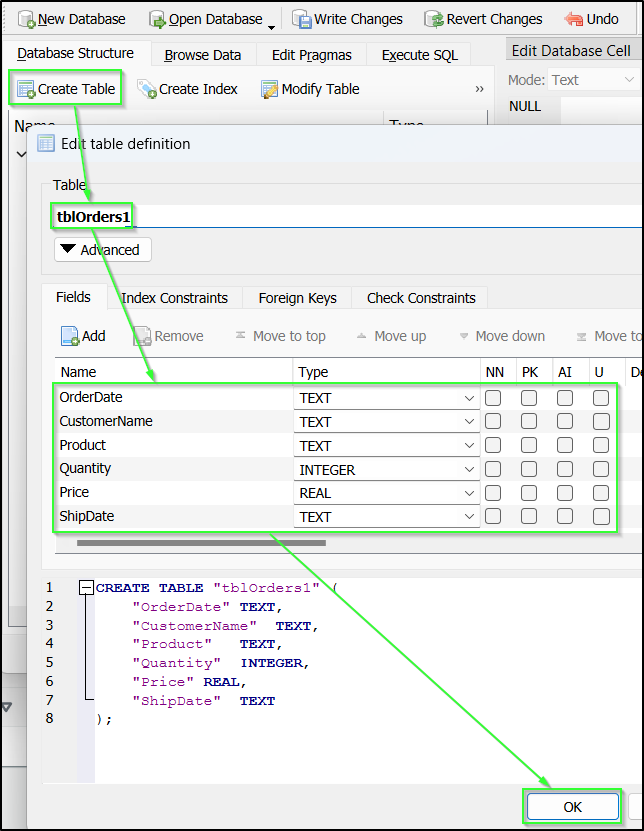 New Database Open Database Write Changes Revert Changes Undo
Database Structure Browse Data Edit Pragmas Execute SQL Edit Database Cell
Create Table Create Index Modify Table » Mode: Text
NULL
Name Type
Edit table definition
Table
tblOrders1
Advanced
Fields Index Constraints Foreign Keys Check Constraints
Add Remove Move to top Move up Move down Move to
Name Type NN PK AI U De
OrderDate TEXT
CustomerName TEXT
Product TEXT
Quantity INTEGER
Price REAL
ShipDate TEXT
1 CREATE TABLE "tblOrders1" (
2 "OrderDate" TEXT,
3 "CustomerName" TEXT,
4 "Product" TEXT,
5 "Quantity" INTEGER,
6 "Price" REAL,
7 "ShipDate" TEXT
8 );
OK